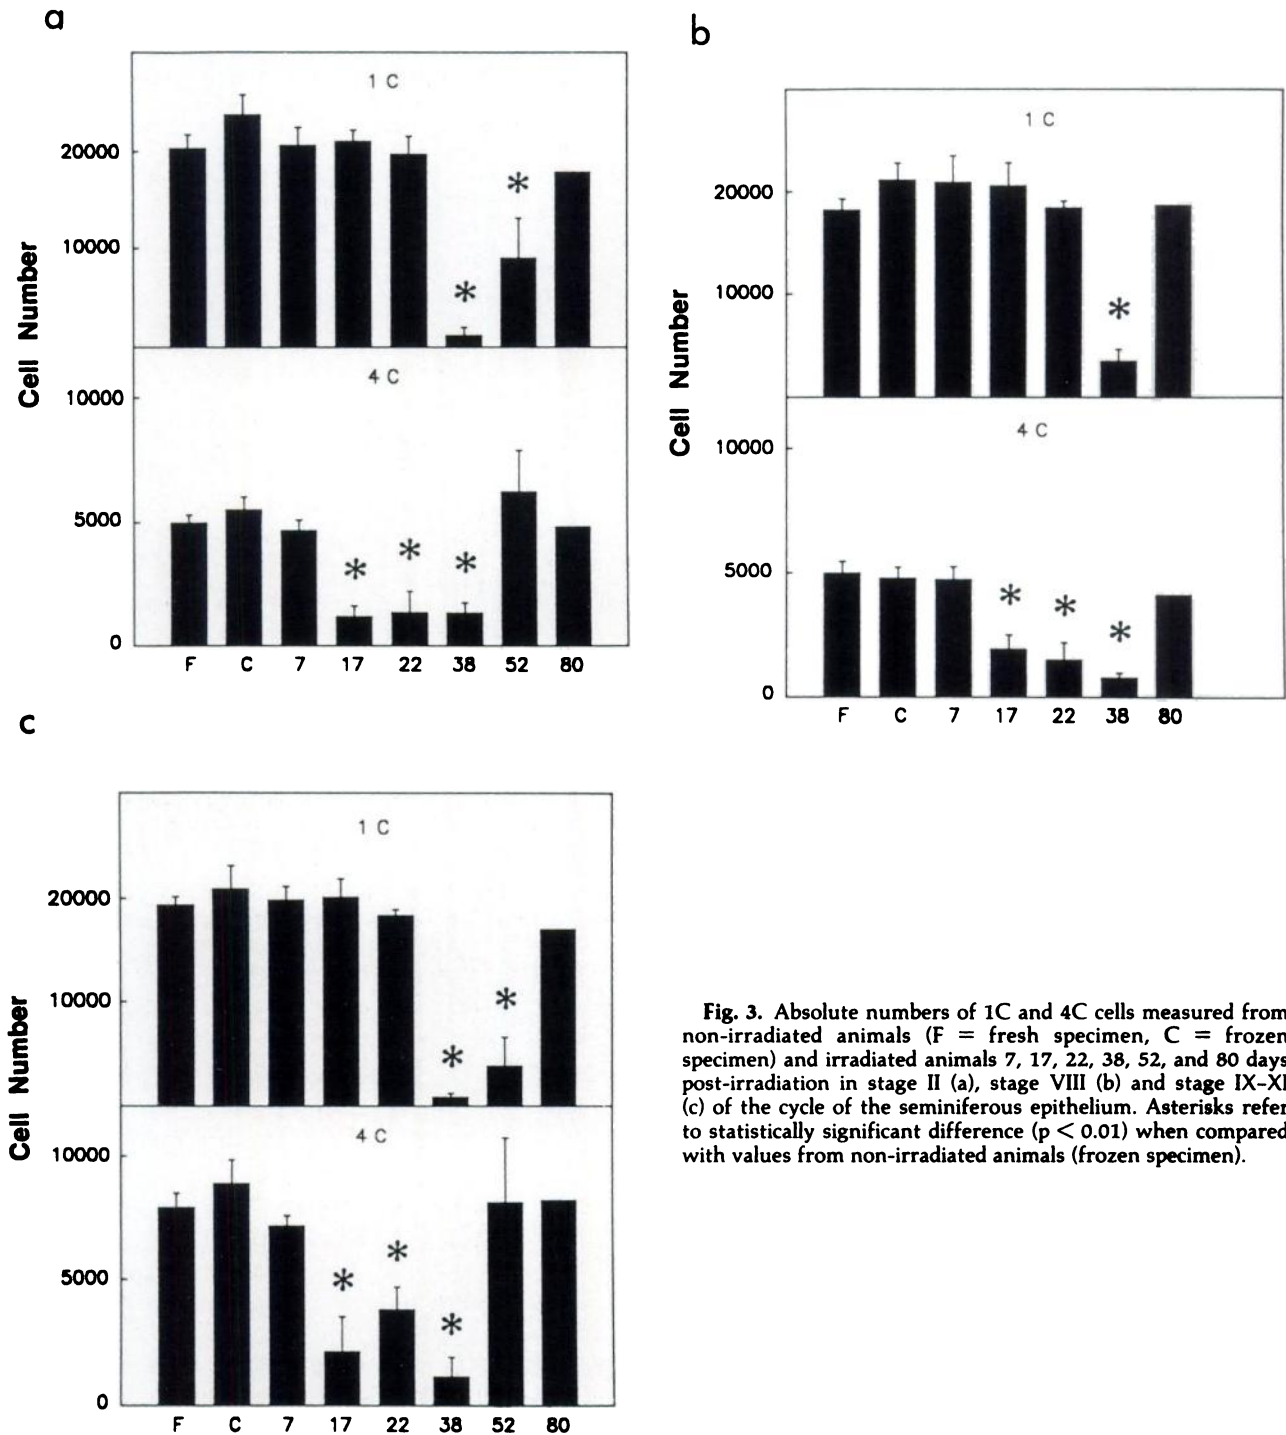 a
1 C
20000
10000
Cell Number
4 C
10000
5000
0
F C 7 17 22 38 52 80
* *
* * *
b
1 C
20000
10000
Cell Number
4 C
10000
5000
0
F C 7 17 22 38 80
*
* * *
c
1 C
20000
10000
Cell Number
4 C
10000
5000
0
F C 7 17 22 38 52 80
* *
* * *
Fig. 3. Absolute numbers of 1C and 4C cells measured from
non-irradiated animals (F = fresh specimen, C = frozen
specimen) and irradiated animals 7, 17, 22, 38, 52, and 80 days
post-irradiation in stage II (a), stage VIII (b) and stage IX–XI
(c) of the cycle of the seminiferous epithelium. Asterisks refer
to statistically significant difference (p < 0.01) when compared
with values from non-irradiated animals (frozen specimen).